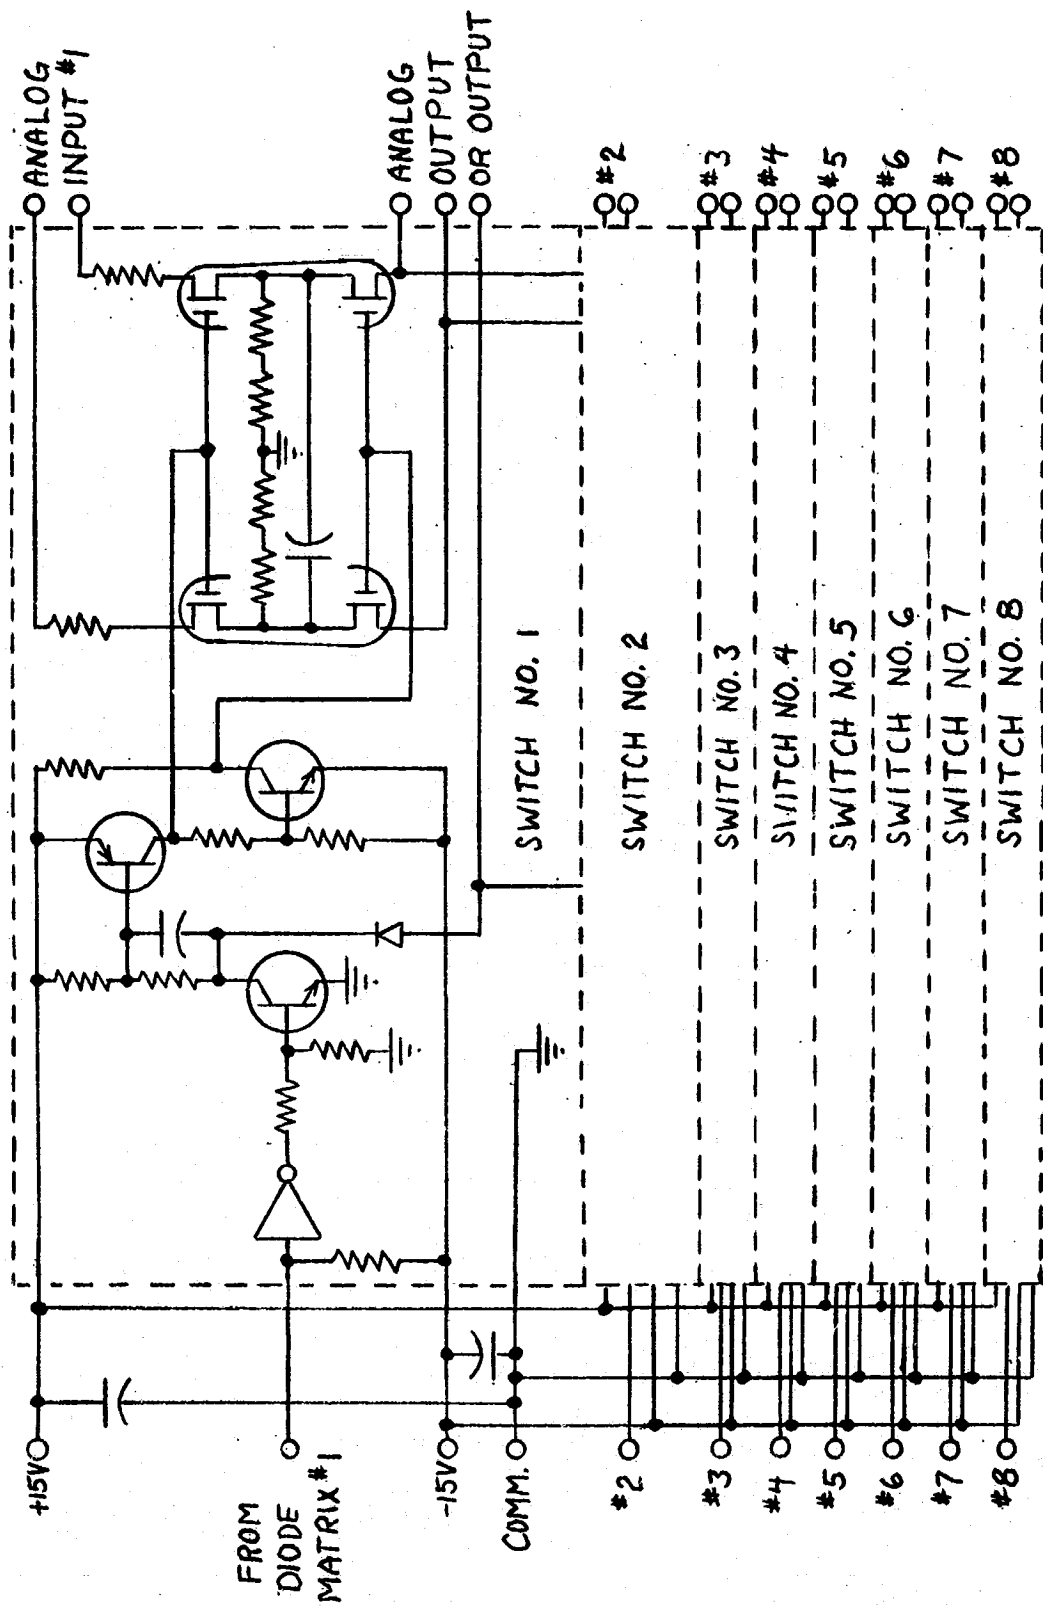 ANALOG
INPUT #1
ANALOG
OUTPUT
OR OUTPUT
#2
#3
#4
#5
#6
#7
#8
SWITCH NO. 1
SWITCH NO. 2
SWITCH NO. 3
SWITCH NO. 4
SWITCH NO. 5
SWITCH NO. 6
SWITCH NO. 7
SWITCH NO. 8
+15V
FROM
DIODE
MATRIX #1
-15V
COMM.
#2
#3
#4
#5
#6
#7
#8